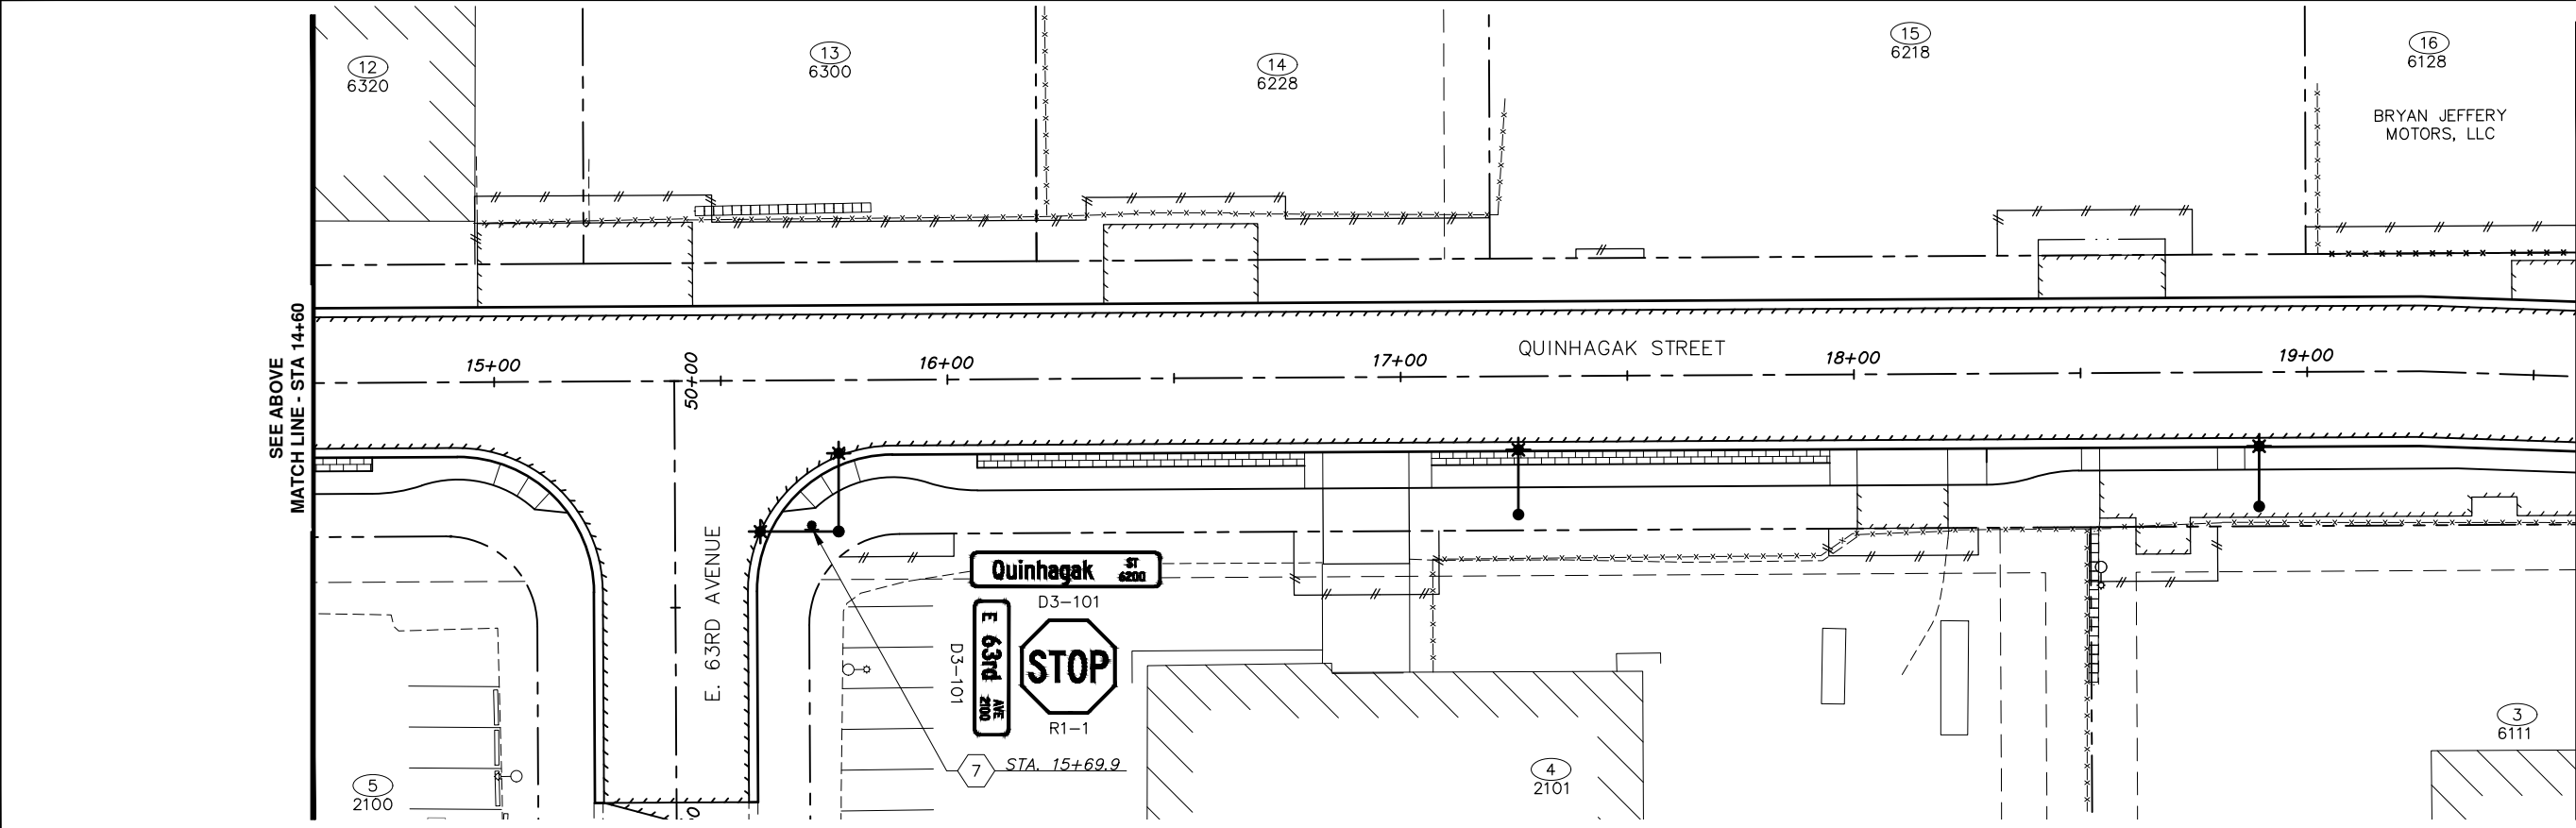 12
6320
13
6300
14
6228
15
6218
16
6128
BRYAN JEFFERY
MOTORS, LLC
SEE ABOVE
MATCH LINE - STA 14+60
15+00
50+00
16+00
17+00
QUINHAGAK STREET
18+00
19+00
E. 63RD AVENUE
Quinhagak ST 6200
D3-101
E 63rd AVE 2100
D3-101
STOP
R1-1
7 STA. 15+69.9
5
2100
4
2101
3
6111